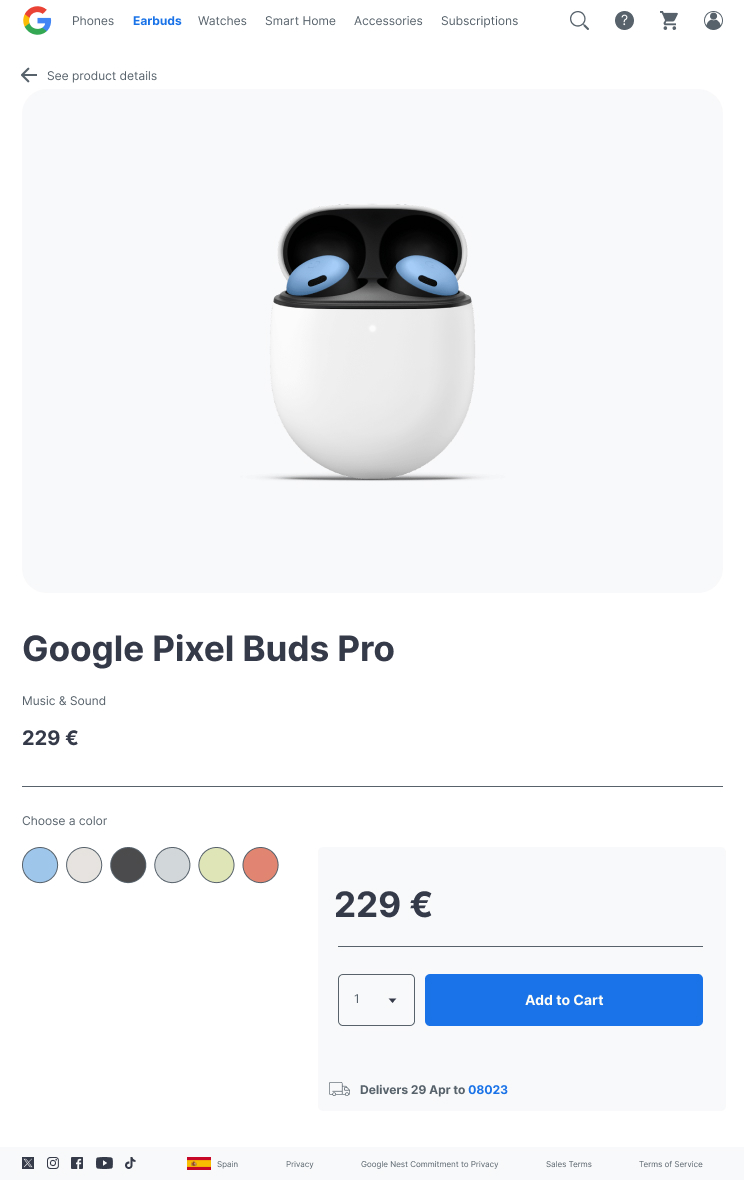 Phones Earbuds Watches Smart Home Accessories Subscriptions ?
See product details
Google Pixel Buds Pro
Music & Sound
229 €
Choose a color
229 €
1 Add to Cart
Delivers 29 Apr to 08023
Spain Privacy Google Nest Commitment to Privacy Sales Terms Terms of Service